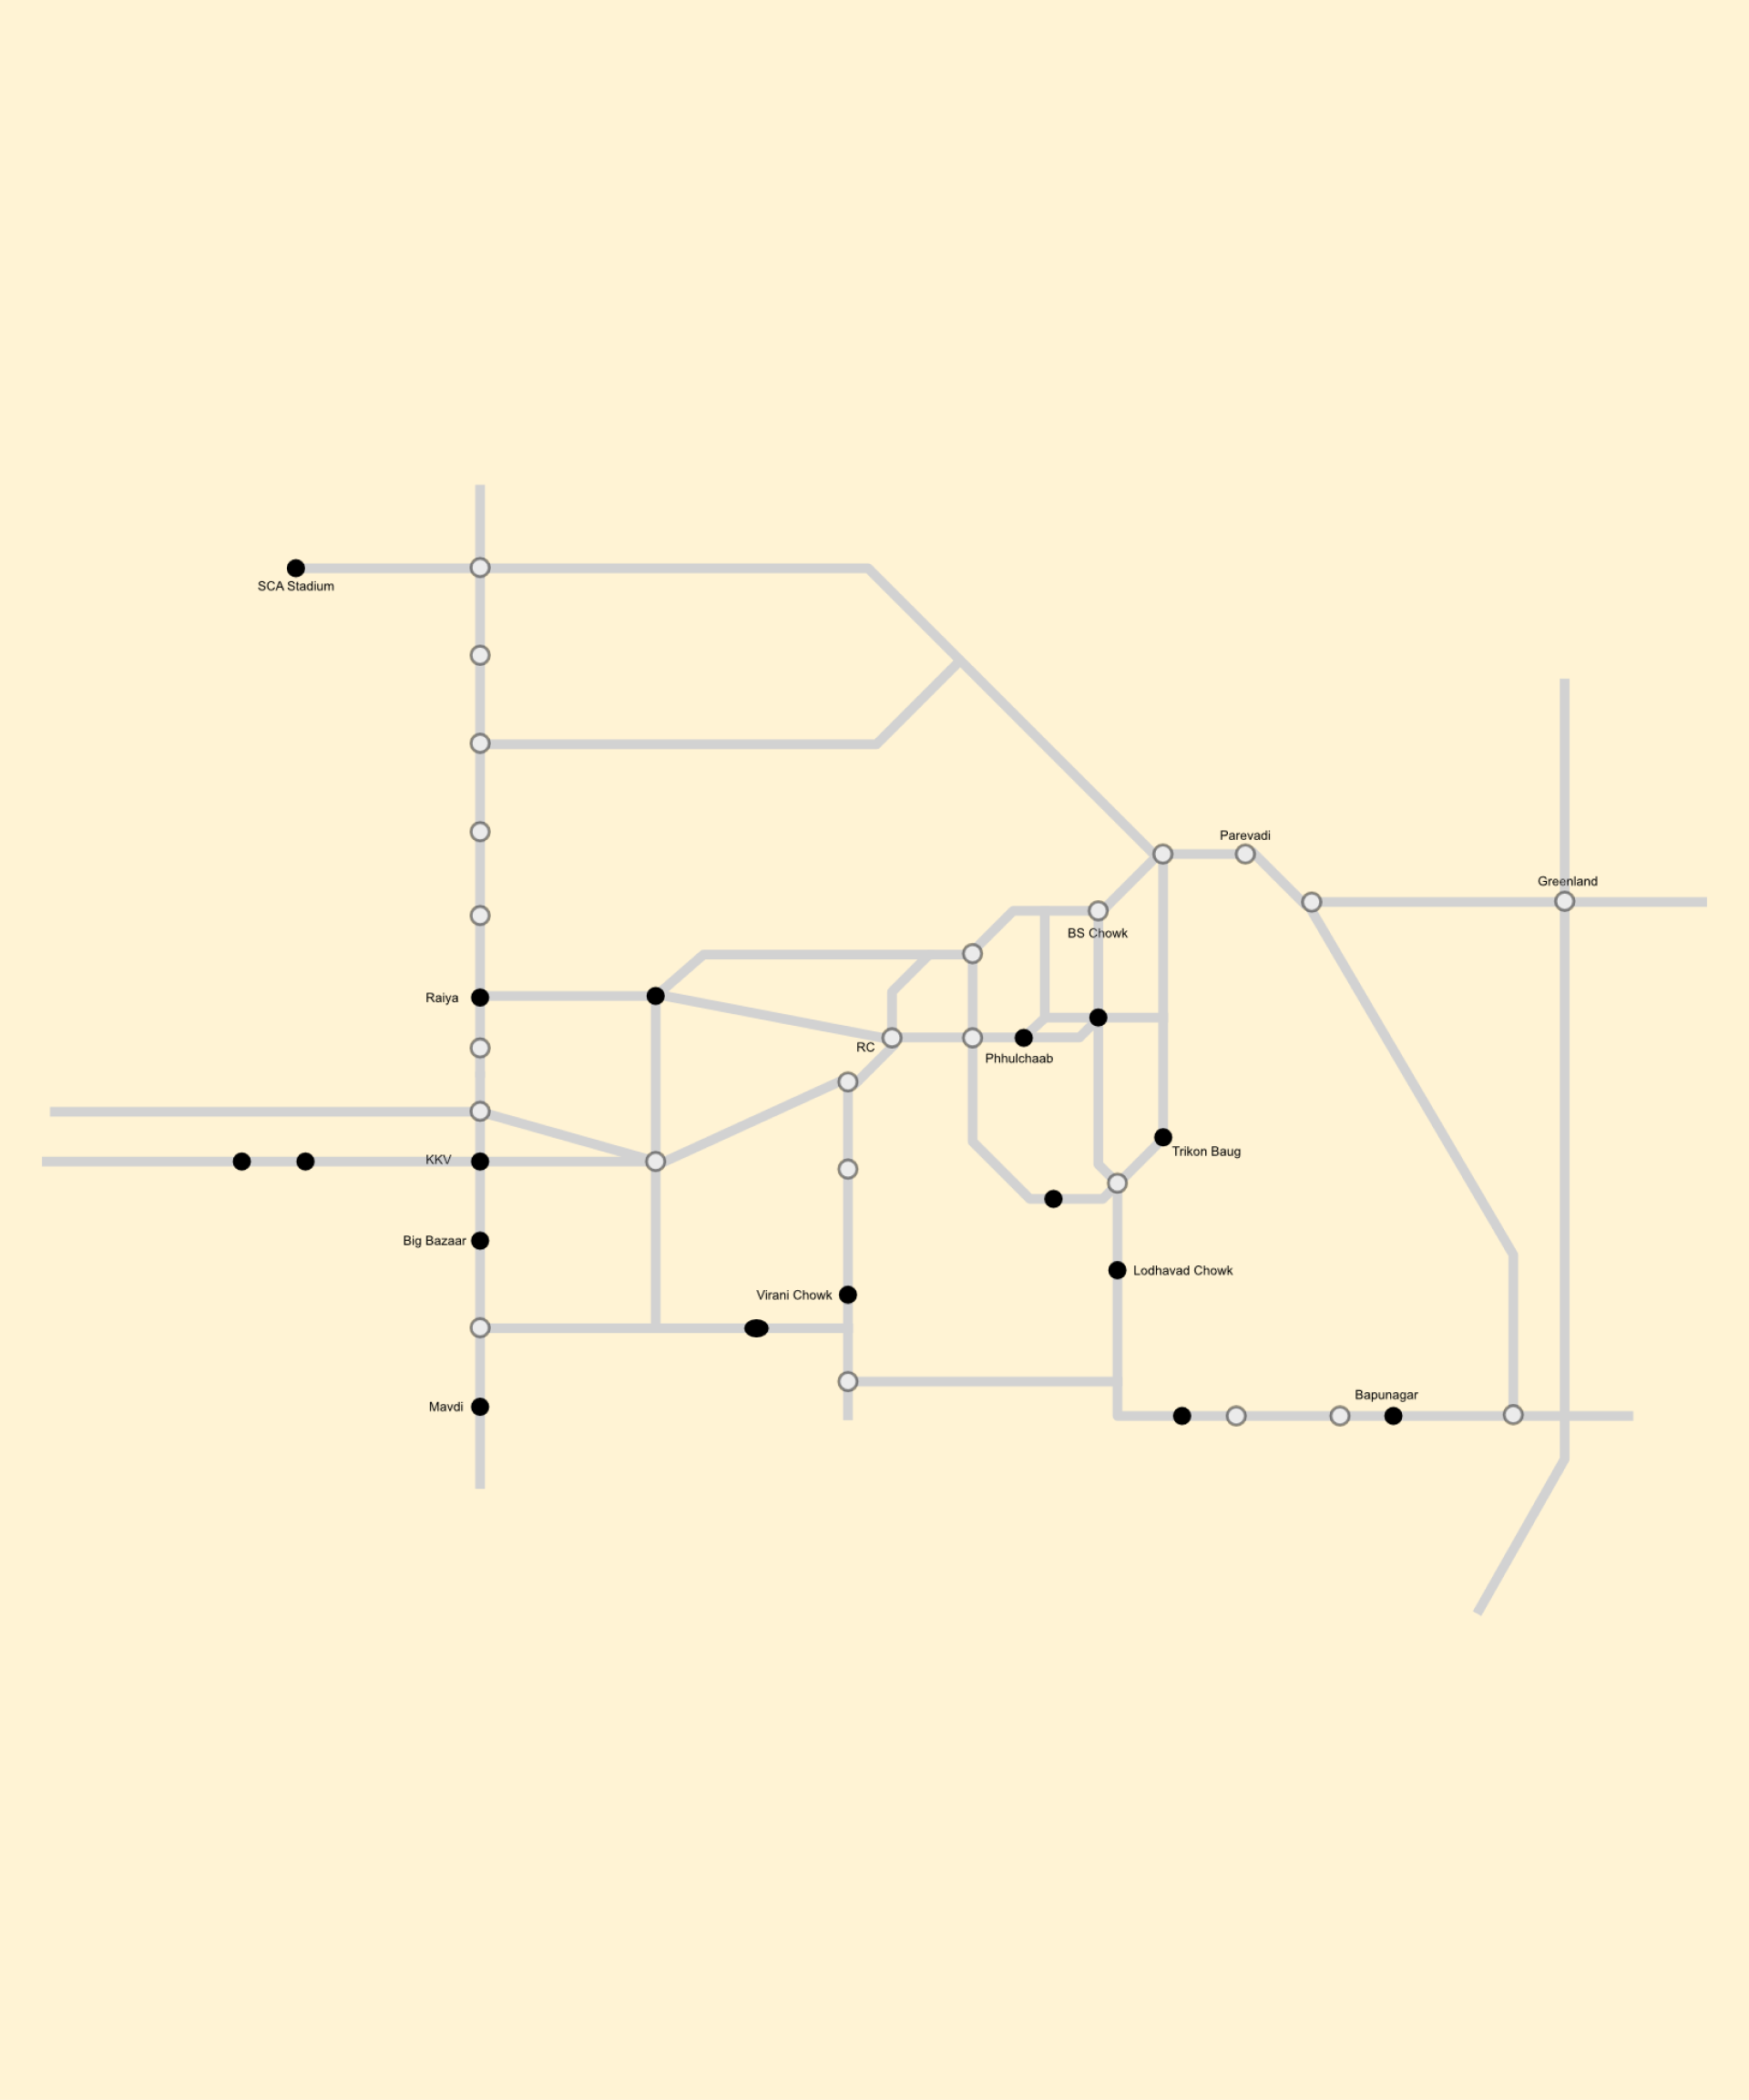 SCA Stadium
Parevadi
Greenland
BS Chowk
Raiya
RC
Phhulchaab
Trikon Baug
KKV
Big Bazaar
Lodhavad Chowk
Virani Chowk
Bapunagar
Mavdi